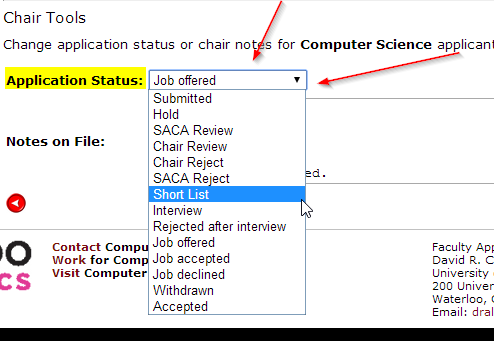 Chair Tools
Change application status or chair notes for Computer Science applicant
Application Status: Job offered
Submitted
Hold
SACA Review
Chair Review
Notes on File:
Chair Reject
SACA Reject
ed.
Short List
Interview
Rejected after interview
Job offered
Job accepted
Job declined
Withdrawn
Accepted
OO
CS
Contact Compu
Work for Comp
Visit Computer
Faculty App
David R. C
University
200 Univer
Waterloo, O
Email: dral